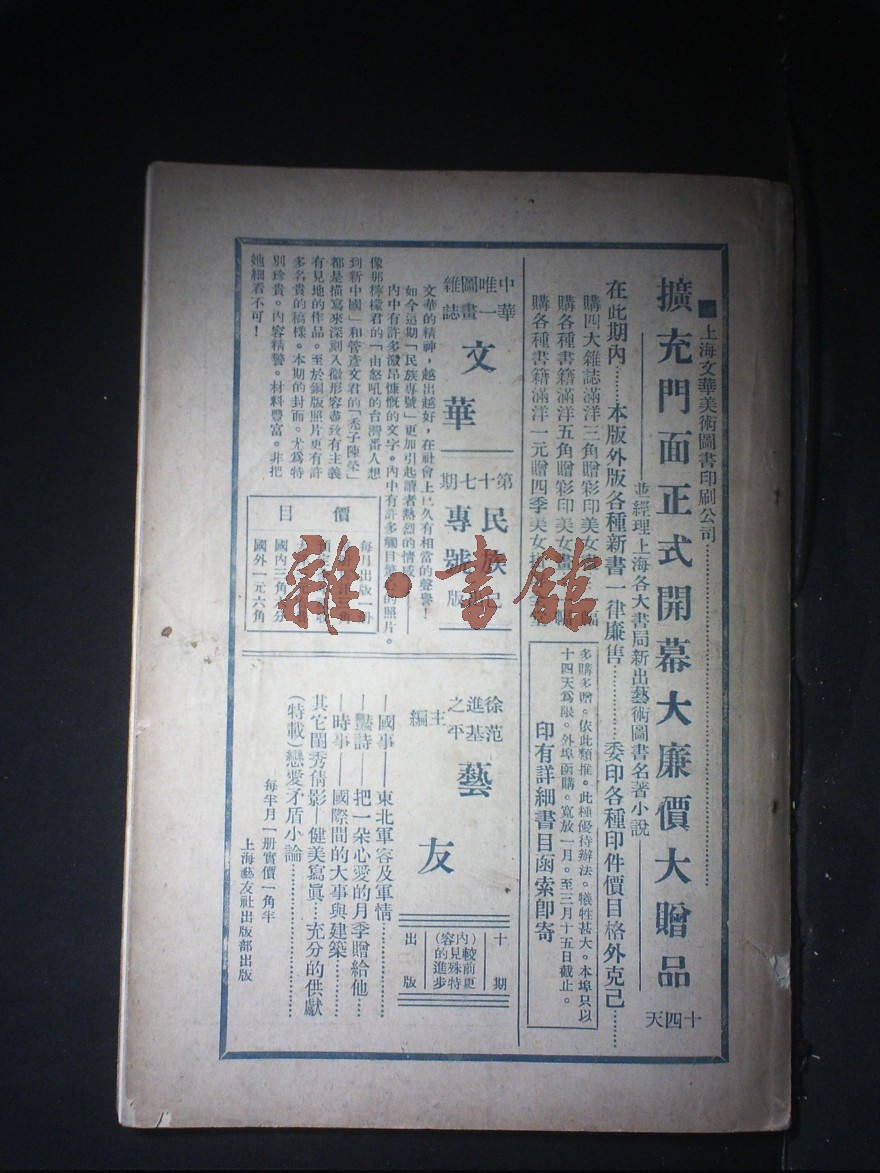 上海文華美術圖書印刷公司
擴充門面正式開幕大廉價大贈品
十四天
並經理上海各大書局新出藝術圖書名著小說
在此期內……本版外版各種新書一律廉售……委印各種印件價目格外克己……
購四大雜誌滿洋三角贈彩印美女
購各種書籍滿洋五角贈彩印美女畫
購各種書籍滿洋一元贈四季美女
多購多贈。依此類推。此種優待辦法。犧牲甚大。本埠只以
十四天爲限。外埠函購。寬放一月。至三月十五日截止。
印有詳細書目函索卽寄
中華唯一圖畫雜誌
文華
第十七期
民族
專號
出版
文華的精神，越出越好，在社會上已久有相當的聲譽！
如今這期「民族專號」更加引起讀者熱烈的情感
內中有許多激昂慷慨的文字。內中有許多觸目驚心的照片。
像那檸檬君的「由怒吼的台灣番人想
到新中國」和管彥文君的「禿子陳榮」
都是描寫來深刻入微形容盡致有主義
有見地的作品。至於銅版照片更有許
多名貴的稿樣。本期的封面。尤爲特
別珍貴。內容精警。材料豐富。非把
她細看不可！
價目
每月出版一冊
國內三角
國外一元六角
徐進之
范基平
主編
藝友
十期
（內容較前更見特殊的進步
出版
——國事——東北軍容及軍情……
——豔詩——把一朵心愛的月季贈給他……
——時事——國際間的大事與建築……
其它閨秀倩影——健美寫眞……充分的供獻
（特載）戀愛矛盾小論……
每半月一册實價一角半
上海藝友社出版部出版
雜·書館